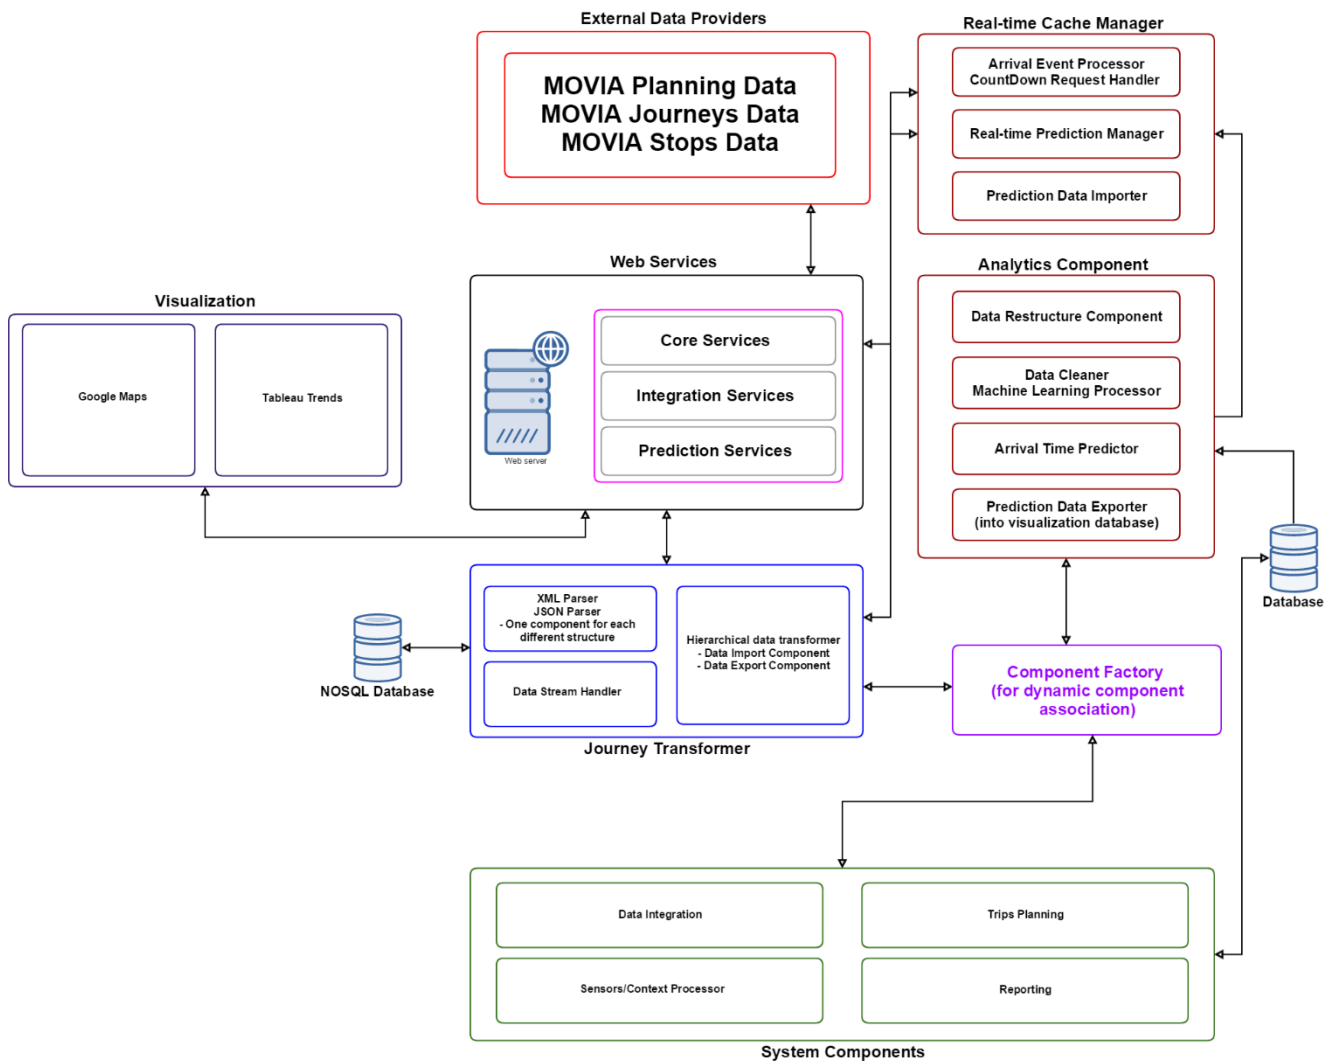 External Data Providers
MOVIA Planning Data
MOVIA Journeys Data
MOVIA Stops Data
Real-time Cache Manager
Arrival Event Processor
CountDown Request Handler
Real-time Prediction Manager
Prediction Data Importer
Web Services
Web server
Core Services
Integration Services
Prediction Services
Analytics Component
Data Restructure Component
Data Cleaner
Machine Learning Processor
Arrival Time Predictor
Prediction Data Exporter
(into visualization database)
Visualization
Google Maps
Tableau Trends
Database
NOSQL Database
XML Parser
JSON Parser
- One component for each
different structure
Data Stream Handler
Hierarchical data transformer
- Data Import Component
- Data Export Component
Journey Transformer
Component Factory
(for dynamic component
association)
Data Integration
Trips Planning
Sensors/Context Processor
Reporting
System Components